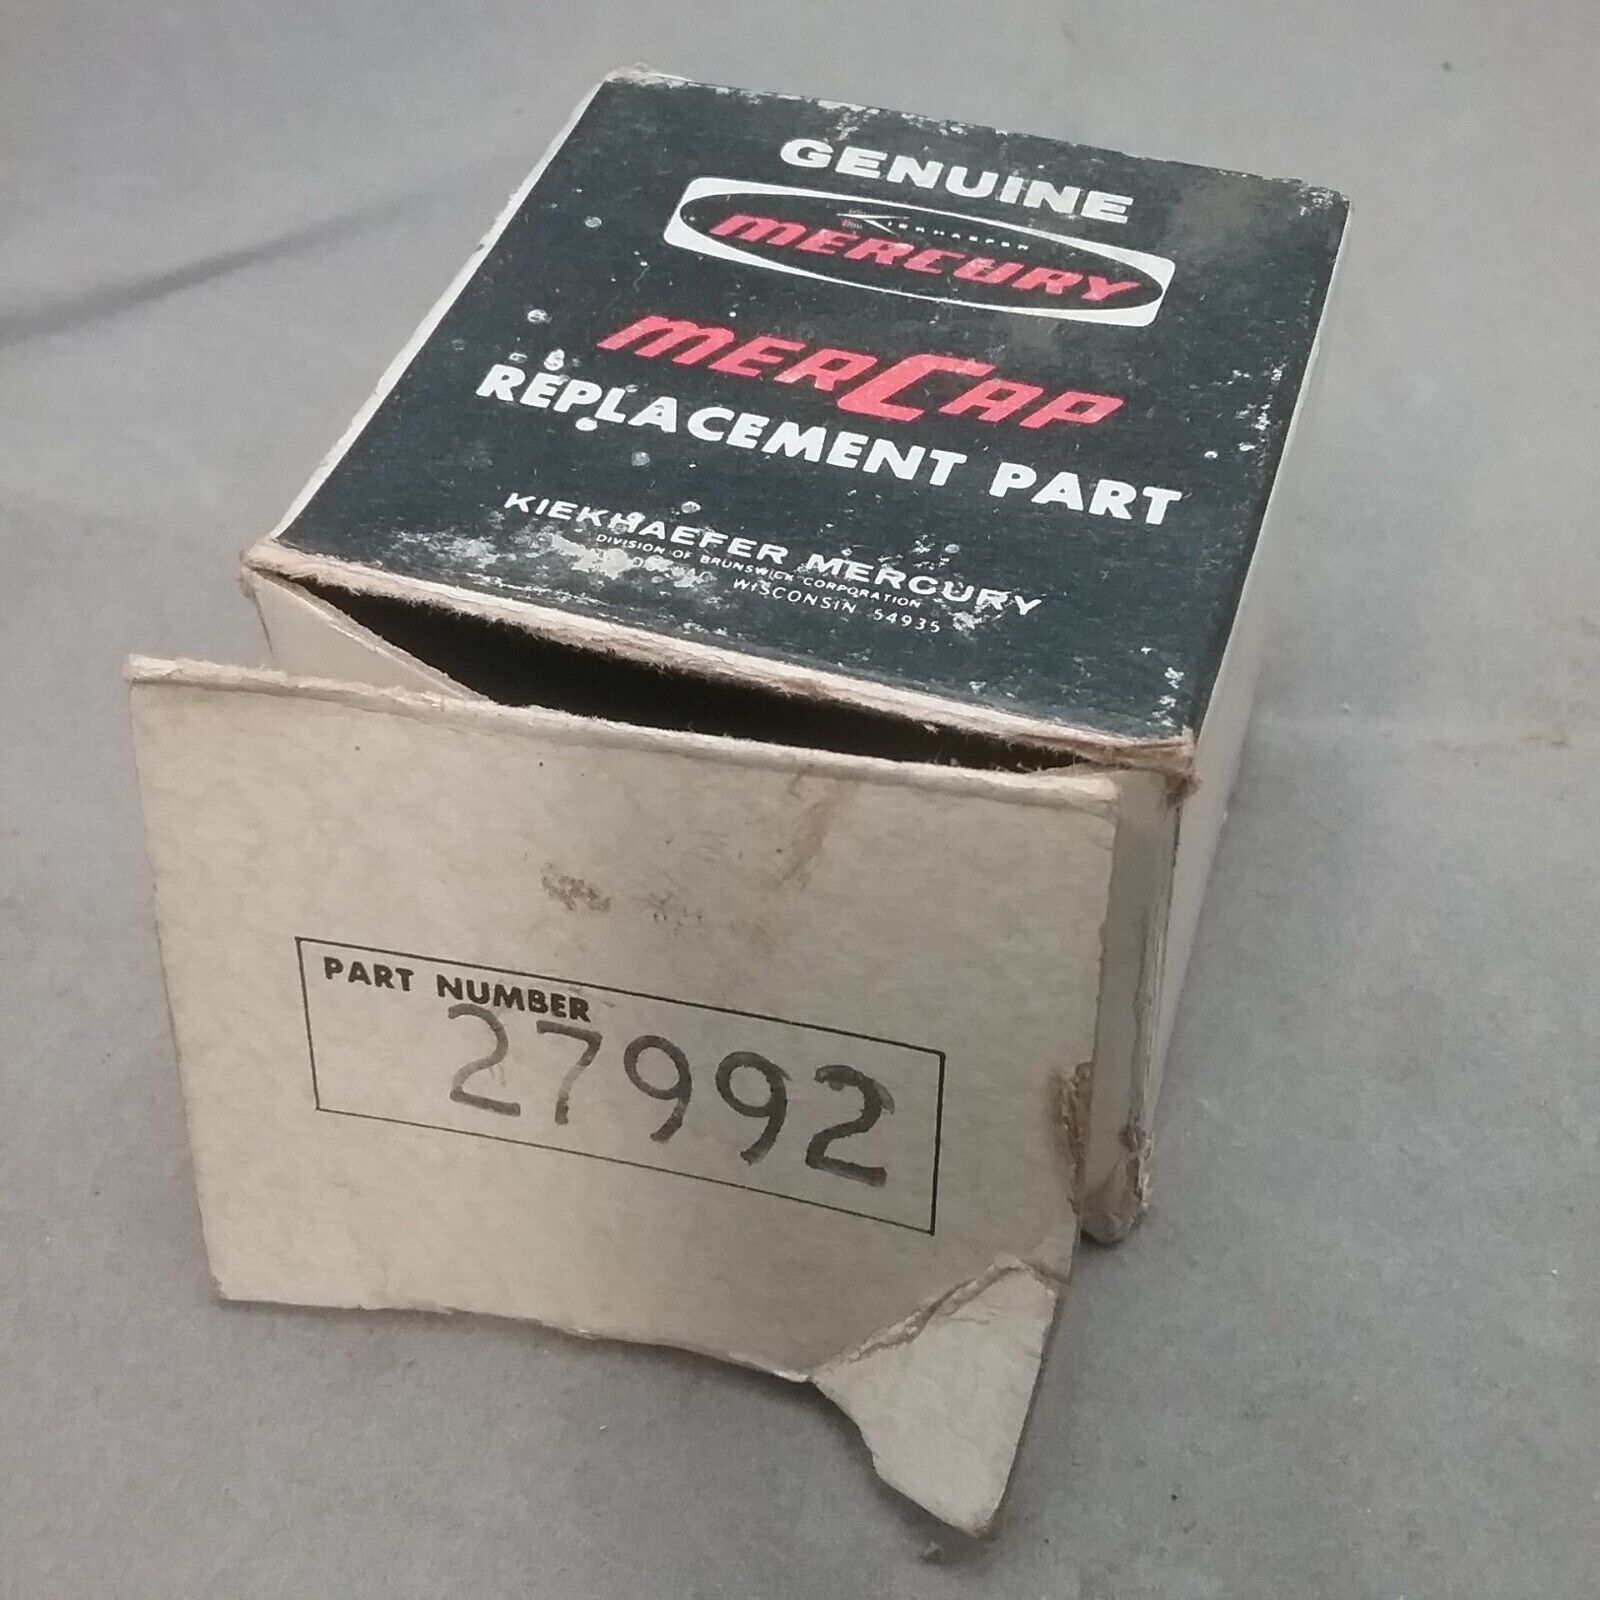 GENUINE
KIEKHAEFER
MERCURY
MERCAP
REPLACEMENT PART
KIEKHAEFER MERCURY
DIVISION OF BRUNSWICK CORPORATION
WISCONSIN 54935
PART NUMBER
27992